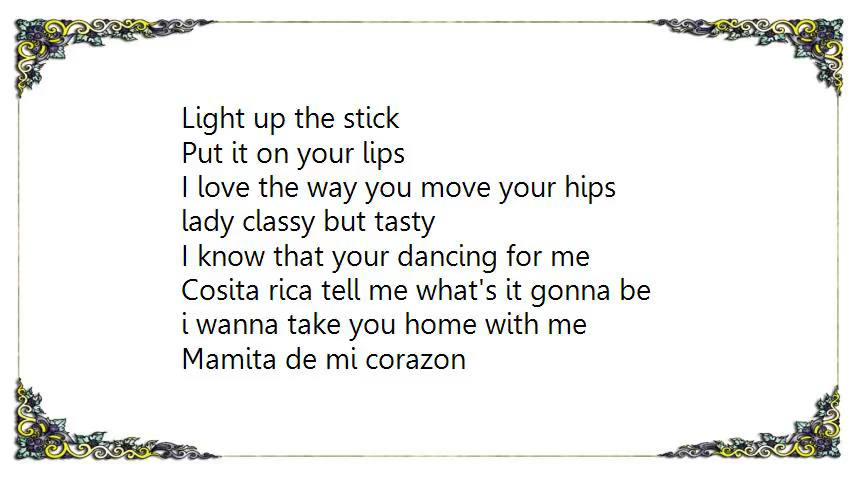 Light up the stick
Put it on your lips
I love the way you move your hips
lady classy but tasty
I know that your dancing for me
Cosita rica tell me what's it gonna be
i wanna take you home with me
Mamita de mi corazon